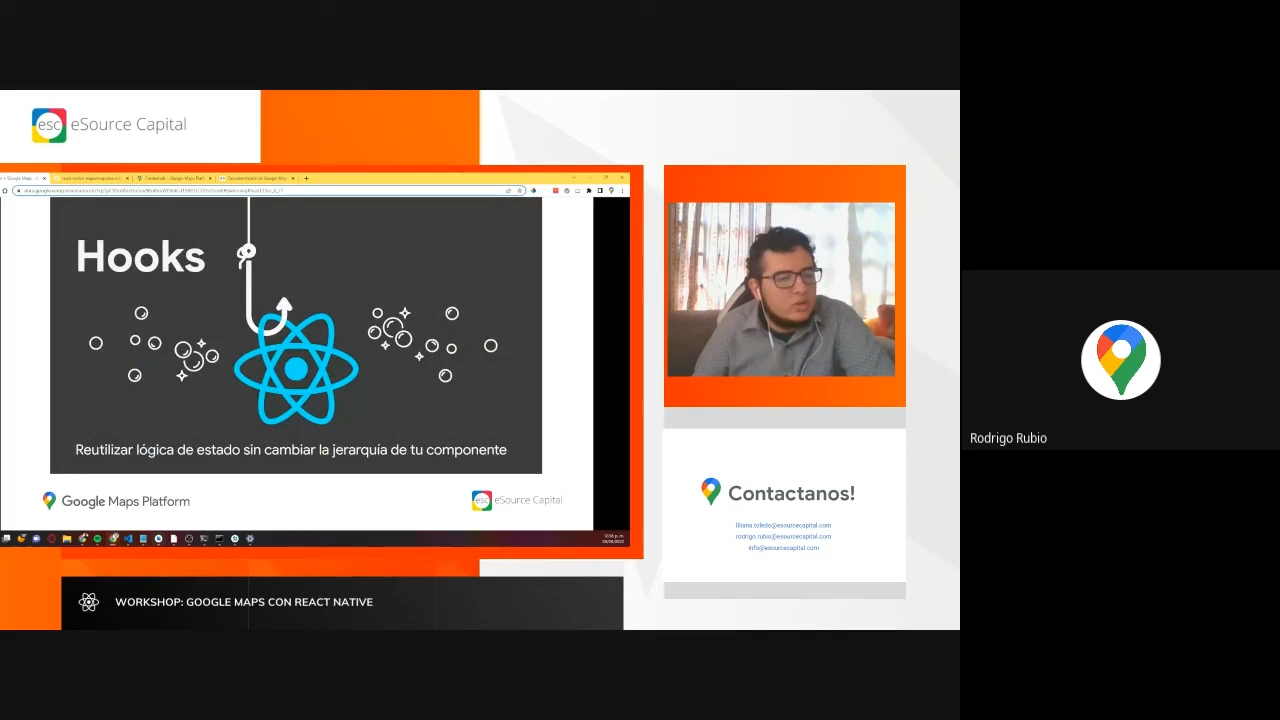 esc eSource Capital
Hooks
Reutilizar lógica de estado sin cambiar la jerarquía de tu componente
Google Maps Platform
esc eSource Capital
WORKSHOP: GOOGLE MAPS CON REACT NATIVE
Contactanos!
liliana.toledo@esourcecapital.com
rodrigo.rubio@esourcecapital.com
info@esourcecapital.com
Rodrigo Rubio